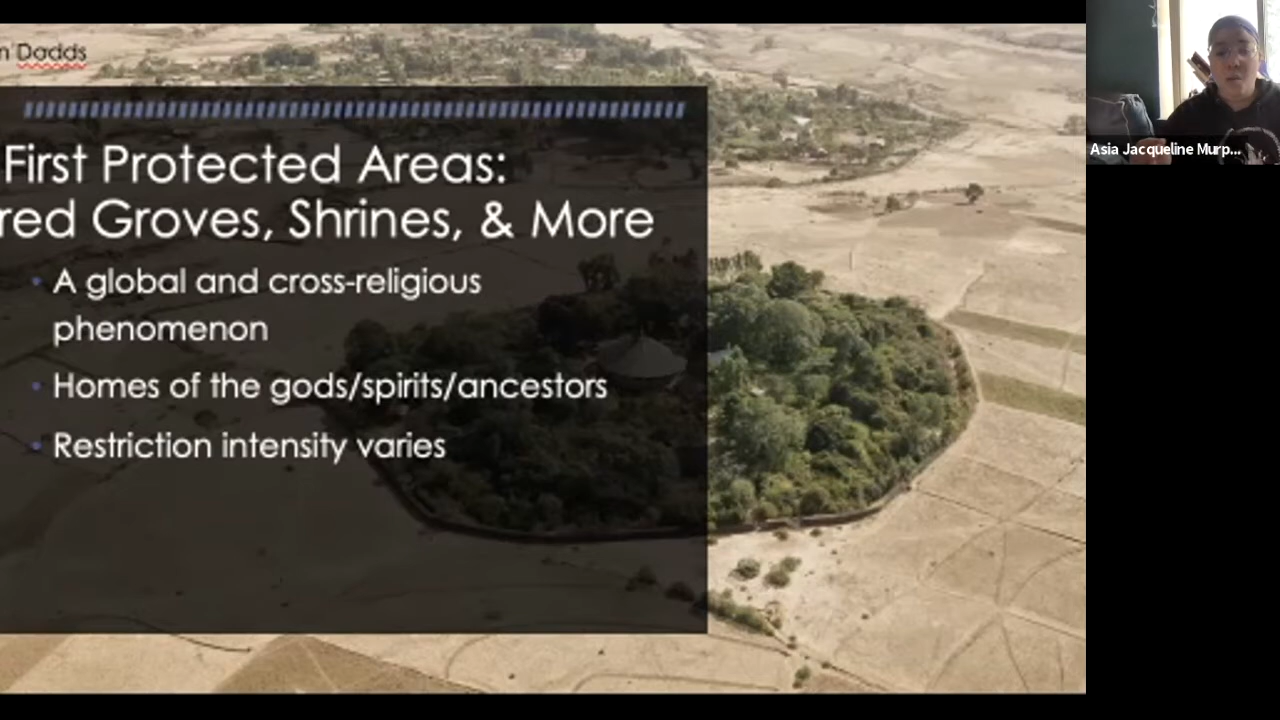 n Dadds
First Protected Areas:
red Groves, Shrines, & More
A global and cross-religious
phenomenon
Homes of the gods/spirits/ancestors
Restriction intensity varies
Asia Jacqueline Murp...